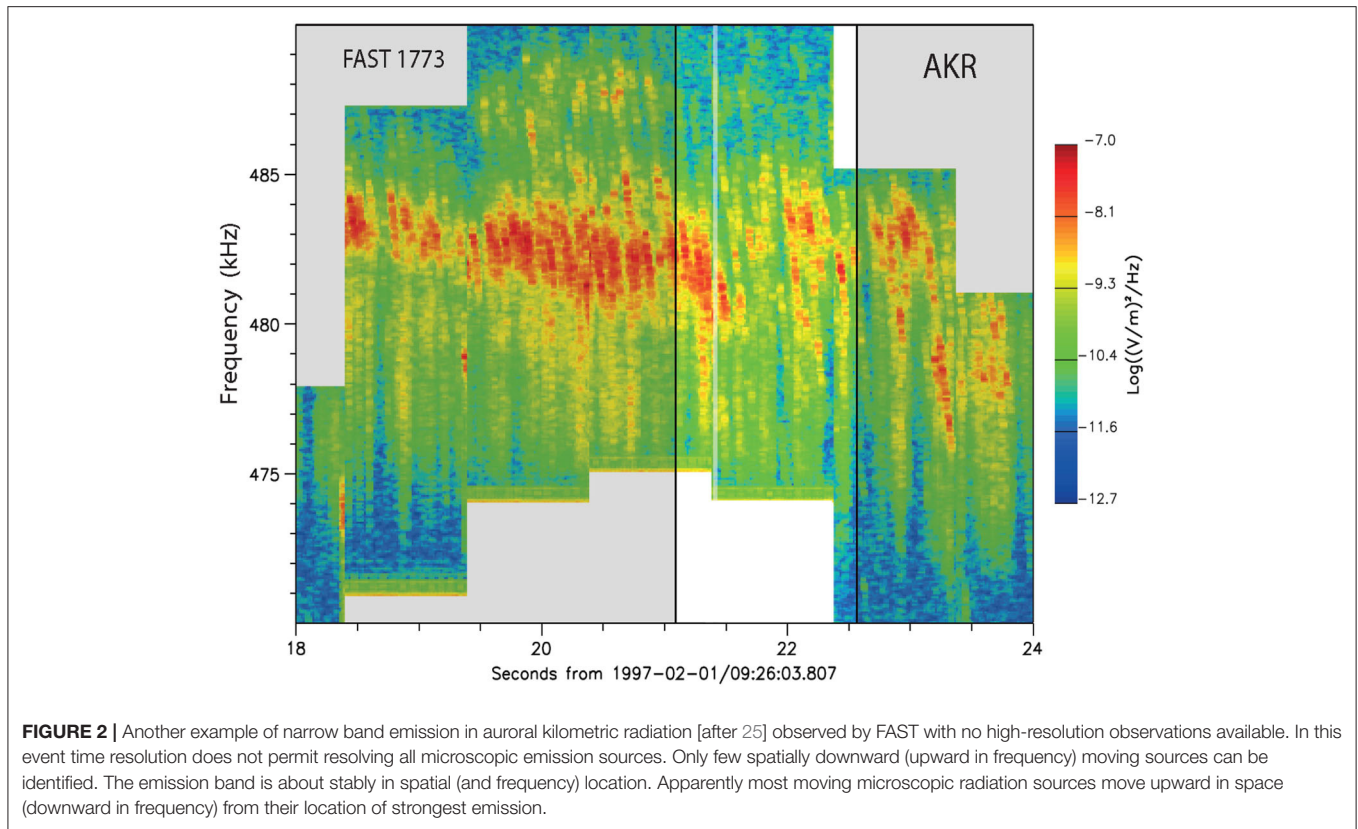 FAST 1773
AKR
485
480
475
Frequency (kHz)
18
20
22
24
Seconds from 1997-02-01/09:26:03.807
-7.0
-8.1
-9.3
-10.4
-11.6
-12.7
Log((V/m)²/Hz)
FIGURE 2 | Another example of narrow band emission in auroral kilometric radiation [after 25] observed by FAST with no high-resolution observations available. In this
event time resolution does not permit resolving all microscopic emission sources. Only few spatially downward (upward in frequency) moving sources can be
identified. The emission band is about stably in spatial (and frequency) location. Apparently most moving microscopic radiation sources move upward in space
(downward in frequency) from their location of strongest emission.